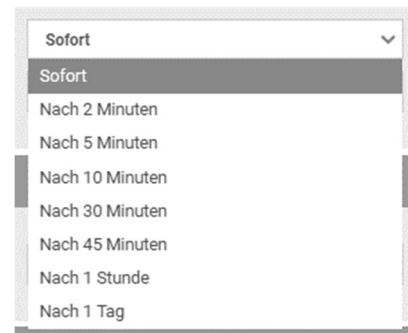 Sofort
Sofort
Nach 2 Minuten
Nach 5 Minuten
Nach 10 Minuten
Nach 30 Minuten
Nach 45 Minuten
Nach 1 Stunde
Nach 1 Tag